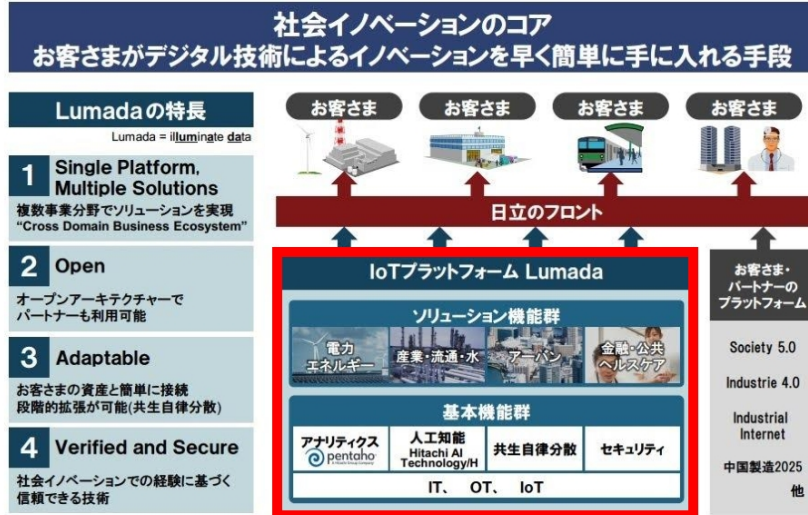 社会イノベーションのコア
お客さまがデジタル技術によるイノベーションを早く簡単に手に入れる手段
Lumadaの特長
Lumada = illuminate data
1 Single Platform,
Multiple Solutions
複数事業分野でソリューションを実現
“Cross Domain Business Ecosystem”
2 Open
オープンアーキテクチャーで
パートナーも利用可能
3 Adaptable
お客さまの資産と簡単に接続
段階的拡張が可能(共生自律分散)
4 Verified and Secure
社会イノベーションでの経験に基づく
信頼できる技術
お客さま
お客さま
お客さま
お客さま
日立のフロント
IoTプラットフォーム Lumada
ソリューション機能群
電力
エネルギー
産業・流通・水
アーバン
金融・公共
ヘルスケア
基本機能群
アナリティクス
pentaho
人工知能
Hitachi AI
Technology/H
共生自律分散
セキュリティ
IT、 OT、 IoT
お客さま・
パートナーの
プラットフォーム
Society 5.0
Industrie 4.0
Industrial
Internet
中国製造2025
他